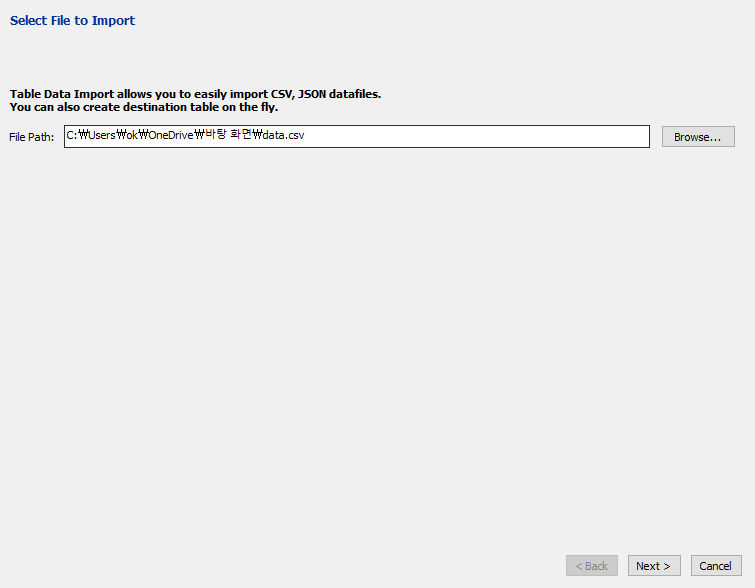 Select File to Import
Table Data Import allows you to easily import CSV, JSON datafiles.
You can also create destination table on the fly.
File Path: C:₩Users₩ok₩OneDrive₩바탕 화면₩data.csv Browse...
< Back Next > Cancel